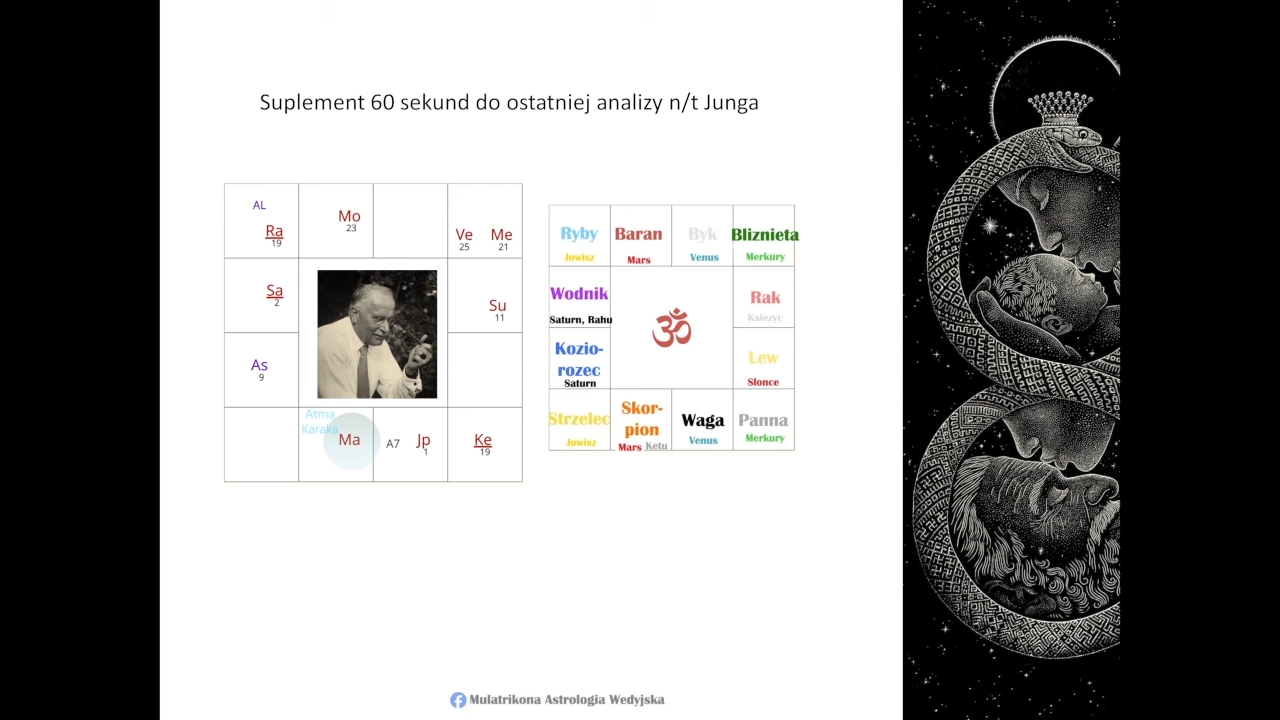 Suplement 60 sekund do ostatniej analizy n/t Junga
AL
Ra
19
Mo
23
Ve Me
25 21
Sa
2
Su
11
As
9
Atma
Karaka
Ma
A7 Jp
1
Ke
19
Ryby
Jowisz
Baran
Mars
Byk
Venus
Bliznieta
Merkury
Wodnik
Saturn, Rahu
Rak
Ksiezyc
Kozio-
rozec
Saturn
Lew
Slonce
Strzelec
Jowisz
Skor-
pion
Mars Ketu
Waga
Venus
Panna
Merkury
ॐ
f Mulatrikona Astrologia Wedyjska